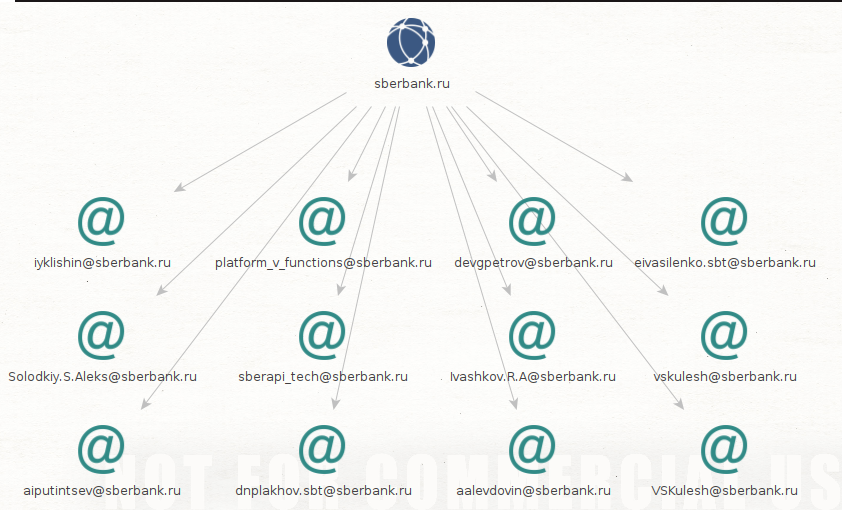 sberbank.ru
iyklishin@sberbank.ru
platform_v_functions@sberbank.ru
devgpetrov@sberbank.ru
eivasilenko.sbt@sberbank.ru
Solodkiy.S.Aleks@sberbank.ru
sberapi_tech@sberbank.ru
Ivashkov.R.A@sberbank.ru
vskulesh@sberbank.ru
aiputintsev@sberbank.ru
dnplakhov.sbt@sberbank.ru
aalevdovin@sberbank.ru
VSKulesh@sberbank.ru
NOT FOR COMMERCIAL US